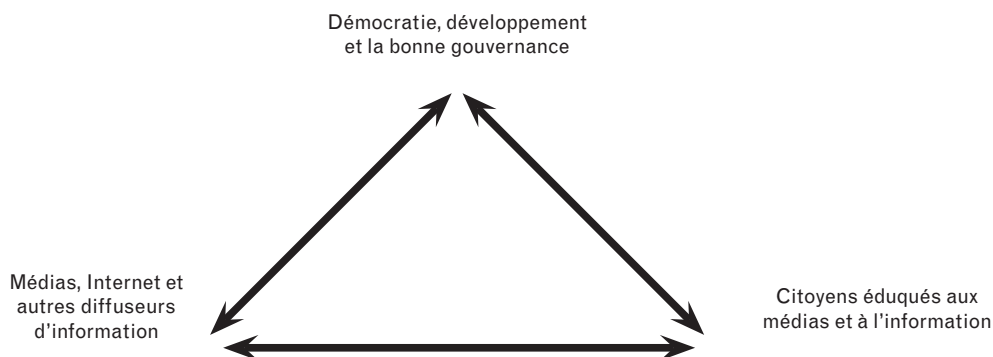 Démocratie, développement
et la bonne gouvernance
Médias, Internet et
autres diffuseurs
d’information
Citoyens éduqués aux
médias et à l’information